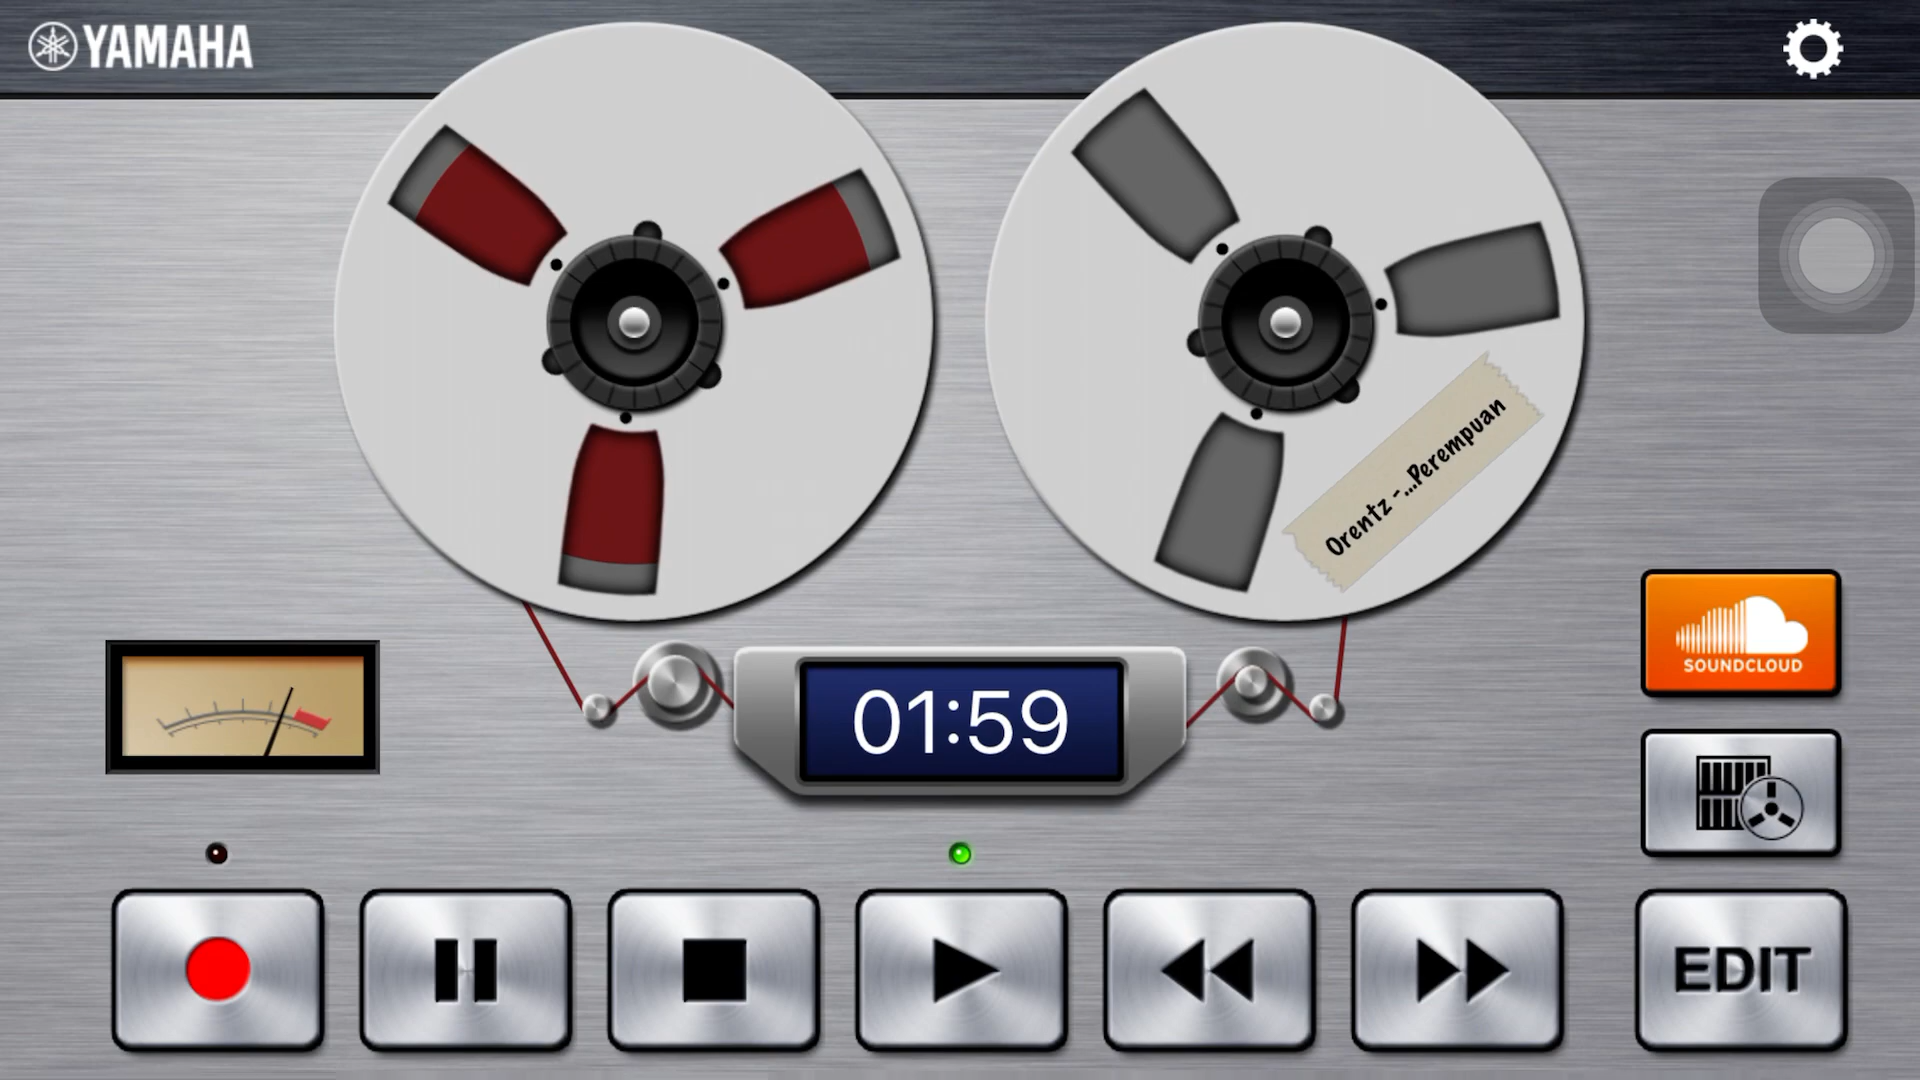 YAMAHA
Orentz -...Perempuan
SOUNDCLOUD
01:59
EDIT